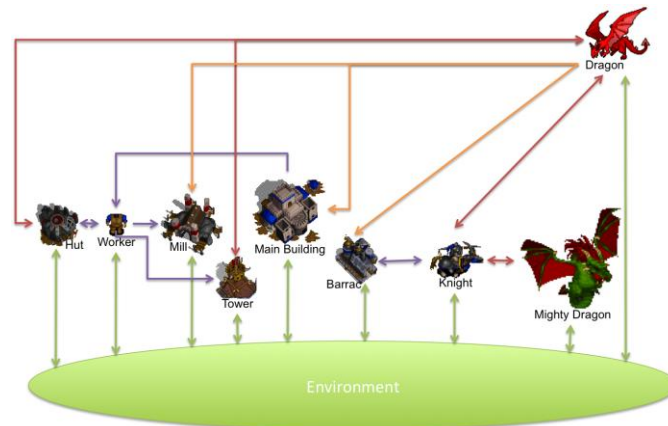 Dragon
Hut
Worker
Mill
Main Building
Tower
Barrac
Knight
Mighty Dragon
Environment